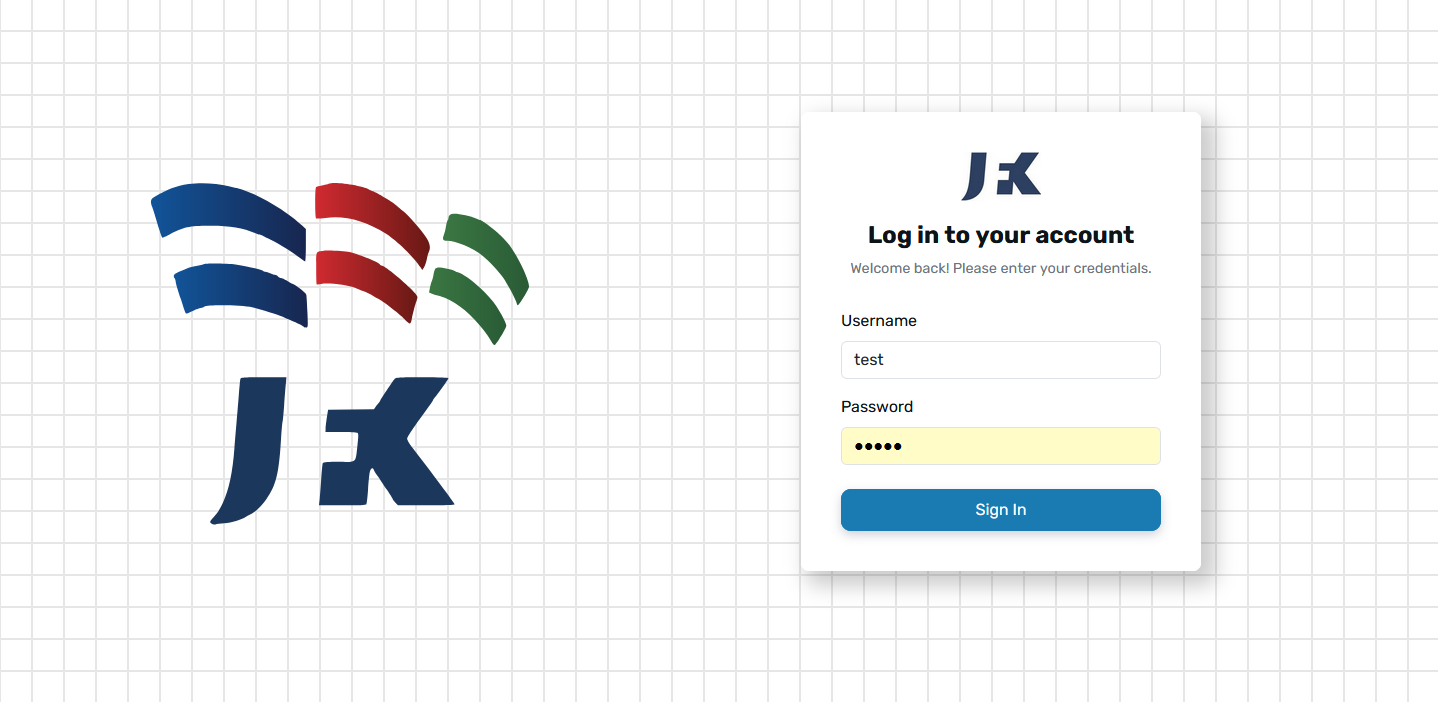 JK
JK
Log in to your account
Welcome back! Please enter your credentials.
Username
test
Password
•••••
Sign In